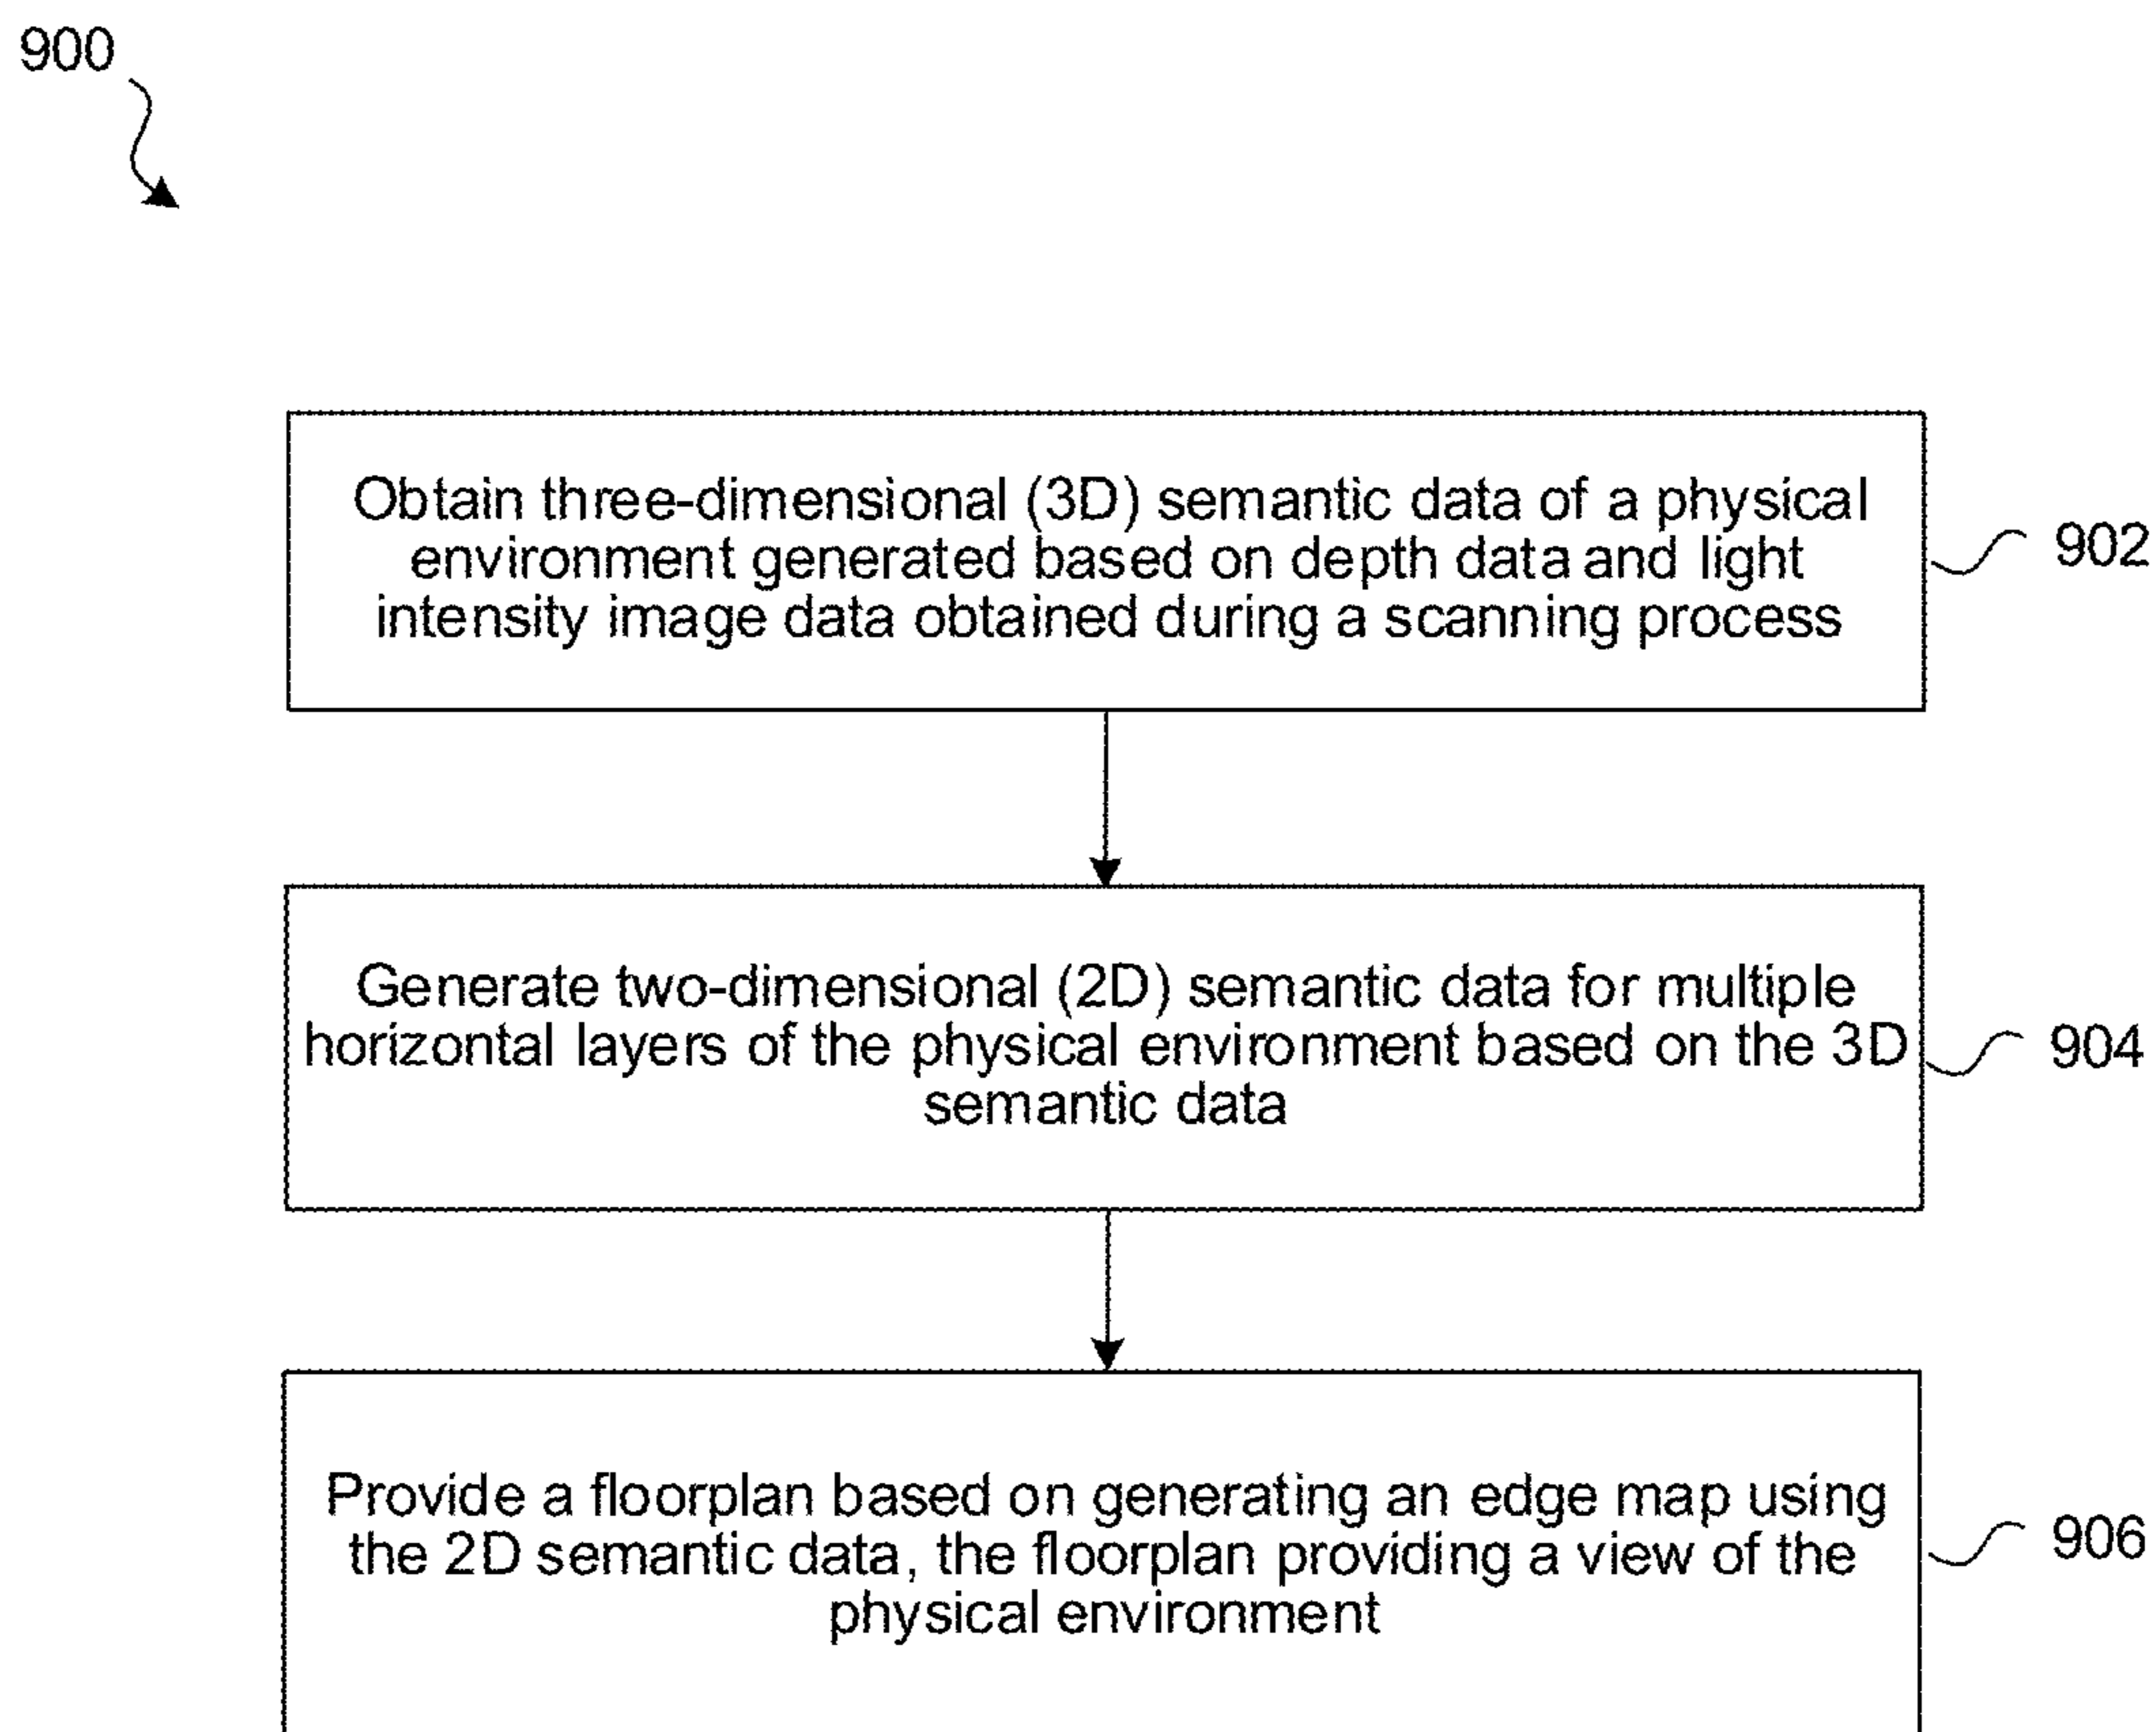 900
Obtain three-dimensional (3D) semantic data of a physical
environment generated based on depth data and light
intensity image data obtained during a scanning process
902
Generate two-dimensional (2D) semantic data for multiple
horizontal layers of the physical environment based on the 3D
semantic data
904
Provide a floorplan based on generating an edge map using
the 2D semantic data, the floorplan providing a view of the
physical environment
906